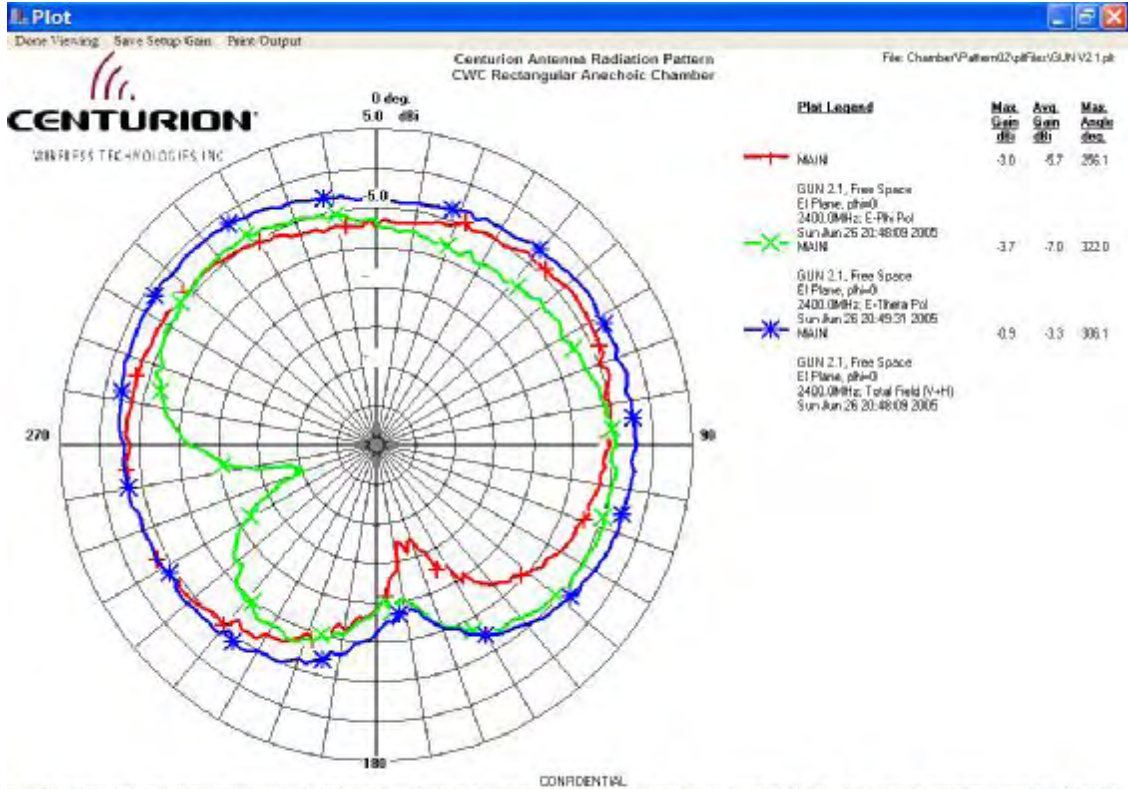 Plot
Done Viewing Save Setup/Gain Print Output
Centurion Antenna Radiation Pattern
CWC Rectangular Anechoic Chamber
File: Chamber\Pattern02\pltFiles\GUN V2 1.plt
CENTURION
WIRELESS TECHNOLOGIES INC
0 deg.
5.0 dBi
-5.0
270
90
180
Plot Legend
Max. Gain dBi
Avg. Gain dBi
Max. Angle deg.
MAINI -3.0 -5.7 256.1
GUN 2.1, Free Space
El Plane, phi=0
2400.0MHz; E-Phi Pol
Sun Jun 26 20:48:09 2005
MAINI -3.7 -7.0 322.0
GUN 2.1, Free Space
El Plane, phi=0
2400.0MHz; E-Theta Pol
Sun Jun 26 20:49:31 2005
MAINI -0.9 -3.3 306.1
GUN 2.1, Free Space
El Plane, phi=0
2400.0MHz; Total Field (V+H)
Sun Jun 26 20:48:09 2005
CONFIDENTIAL